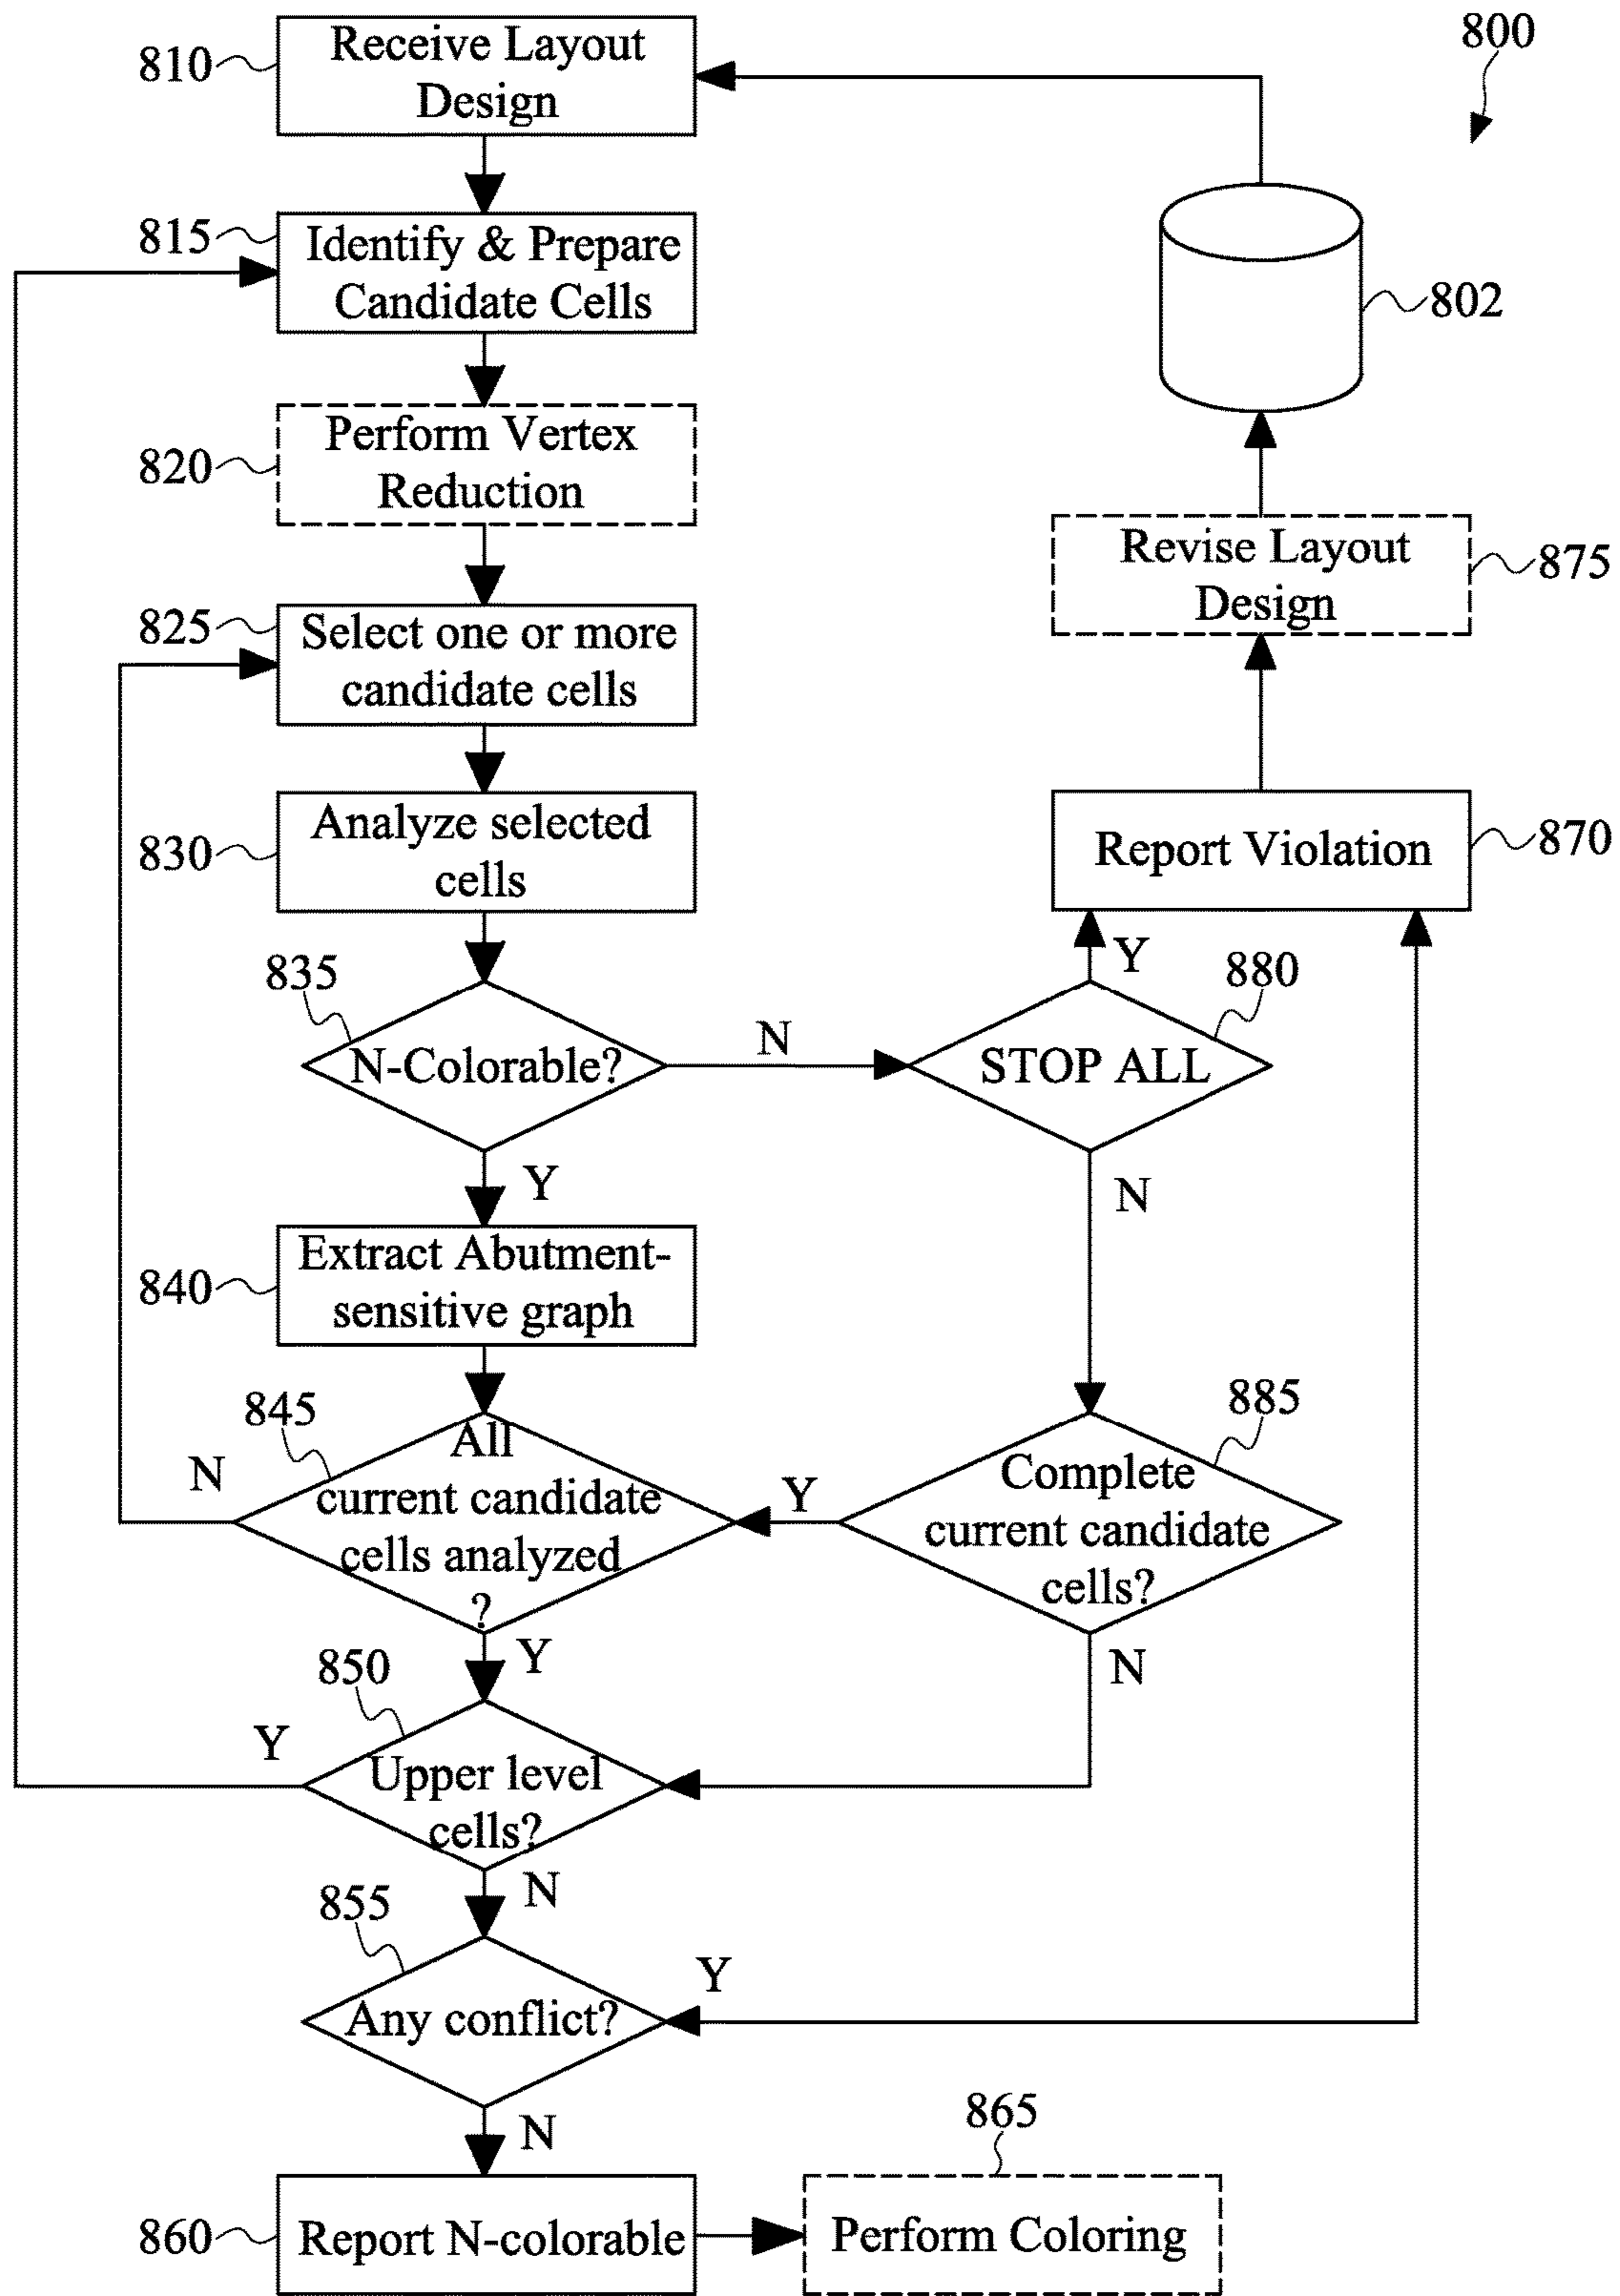 800
810
Receive Layout
Design
815
Identify & Prepare
Candidate Cells
802
820
Perform Vertex
Reduction
Revise Layout
Design
875
825
Select one or more
candidate cells
830
Analyze selected
cells
Report Violation
870
835
N-Colorable?
N
Y
880
STOP ALL
Y
N
840
Extract Abutment-
sensitive graph
845
All
current candidate
cells analyzed
?
N
Y
885
Complete
current candidate
cells?
Y
N
850
Upper level
cells?
Y
N
855
Any conflict?
Y
N
860
Report N-colorable
865
Perform Coloring